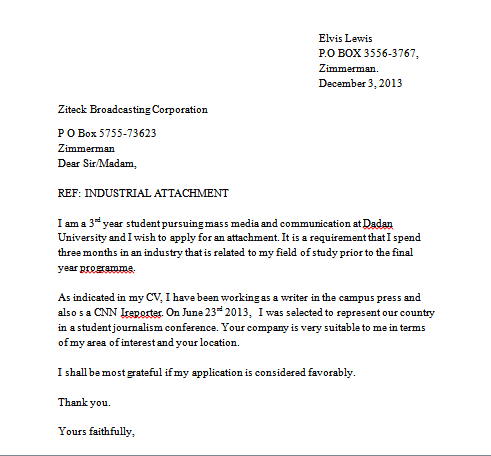 Elvis Lewis
P.O BOX 3556-3767,
Zimmerman.
December 3, 2013
Ziteck Broadcasting Corporation
P O Box 5755-73623
Zimmerman
Dear Sir/Madam,
REF: INDUSTRIAL ATTACHMENT
I am a 3rd year student pursuing mass media and communication at Dadan
University and I wish to apply for an attachment. It is a requirement that I spend
three months in an industry that is related to my field of study prior to the final
year programme.
As indicated in my CV, I have been working as a writer in the campus press and
also s a CNN Ireporter. On June 23rd 2013, I was selected to represent our country
in a student journalism conference. Your company is very suitable to me in terms
of my area of interest and your location.
I shall be most grateful if my application is considered favorably.
Thank you.
Yours faithfully,